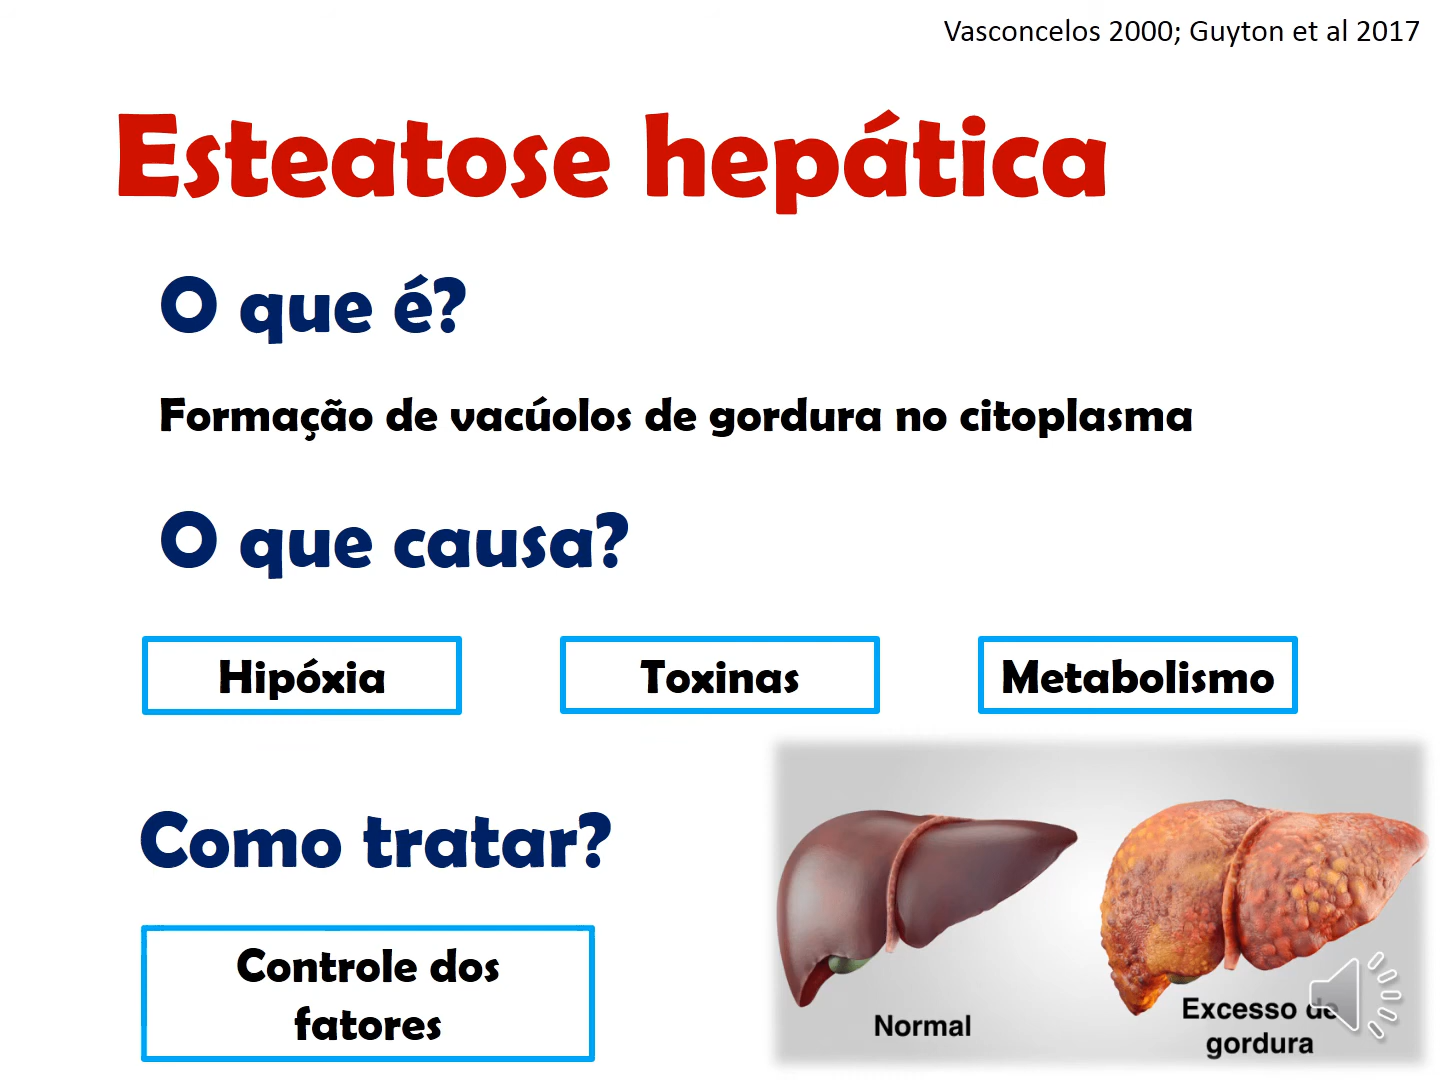 Vasconcelos 2000; Guyton et al 2017
Esteatose hepática
O que é?
Formação de vacúolos de gordura no citoplasma
O que causa?
Hipóxia
Toxinas
Metabolismo
Como tratar?
Controle dos
fatores
Normal
Excesso de
gordura